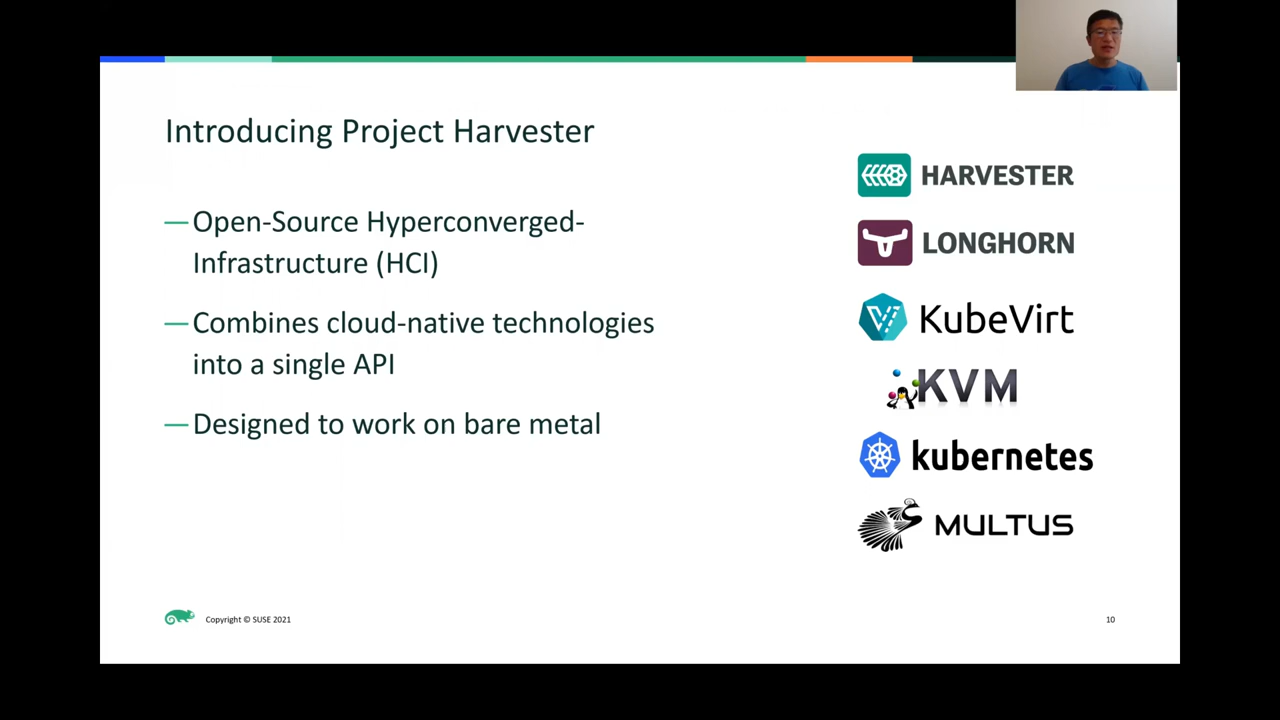 Introducing Project Harvester
— Open-Source Hyperconverged-
Infrastructure (HCI)
— Combines cloud-native technologies
into a single API
— Designed to work on bare metal
HARVESTER
LONGHORN
KubeVirt
KVM
kubernetes
MULTUS
Copyright © SUSE 2021
10